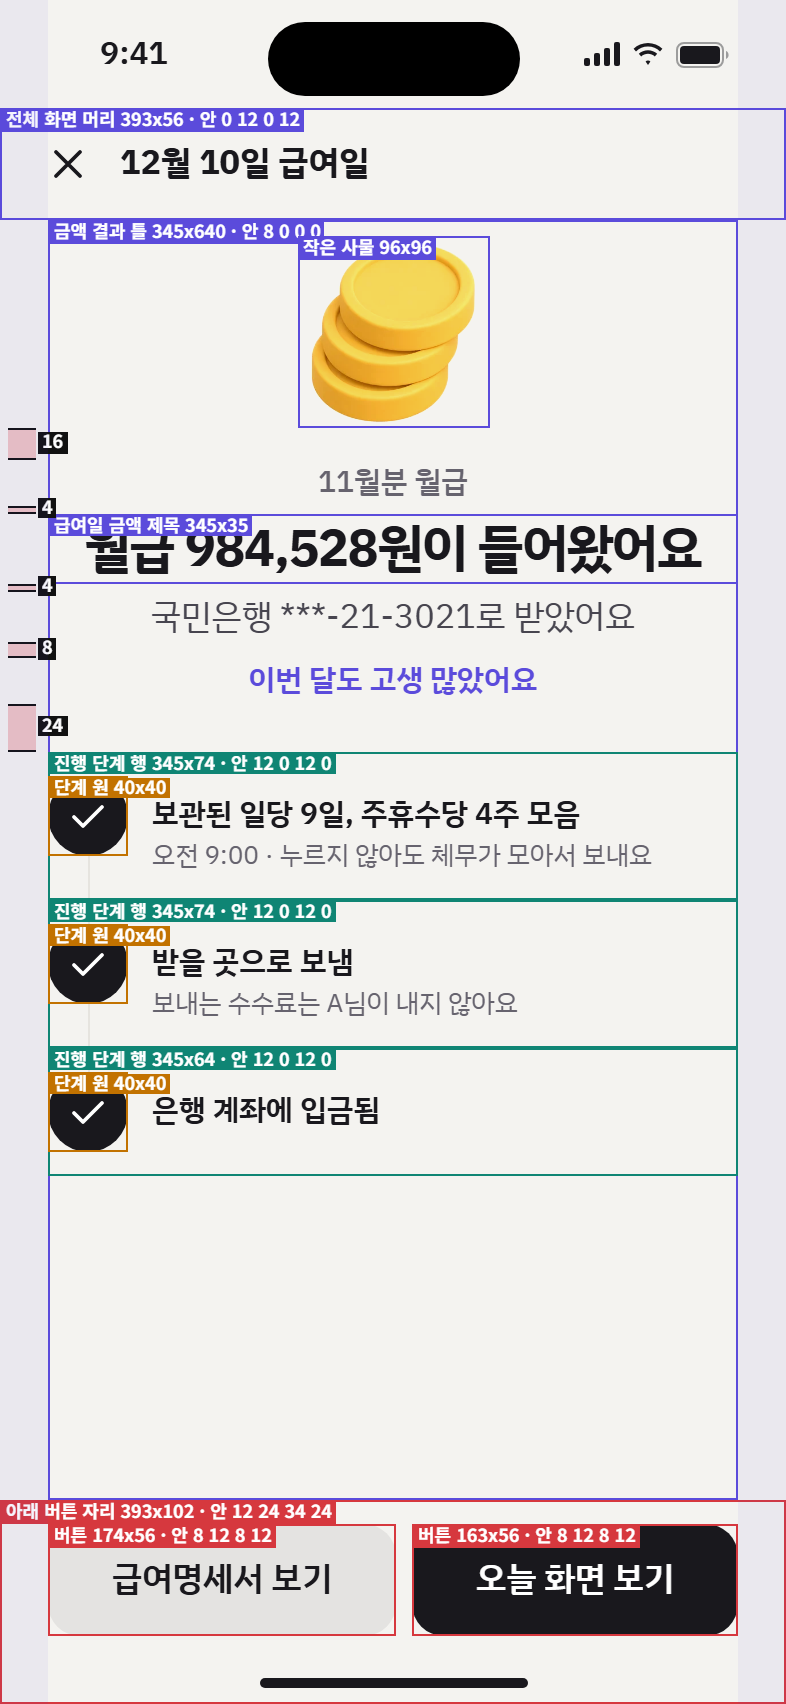 9:41
전체 화면 머리 393x56 · 안 0 12 0 12
12월 10일 급여일
금액 결과 틀 345x640 · 안 8 0 0 0
작은 사물 96x96
16
11월분 월급
4
급여일 금액 제목 345x35
월급 984,528원이 들어왔어요
4
국민은행 ***-21-3021로 받았어요
8
이번 달도 고생 많았어요
24
진행 단계 행 345x74 · 안 12 0 12 0
단계 원 40x40
보관된 일당 9일, 주휴수당 4주 모음
오전 9:00 · 누르지 않아도 체무가 모아서 보내요
진행 단계 행 345x74 · 안 12 0 12 0
단계 원 40x40
받을 곳으로 보냄
보내는 수수료는 A님이 내지 않아요
진행 단계 행 345x64 · 안 12 0 12 0
단계 원 40x40
은행 계좌에 입금됨
아래 버튼 자리 393x102 · 안 12 24 34 24
버튼 174x56 · 안 8 12 8 12
버튼 163x56 · 안 8 12 8 12
급여명세서 보기
오늘 화면 보기